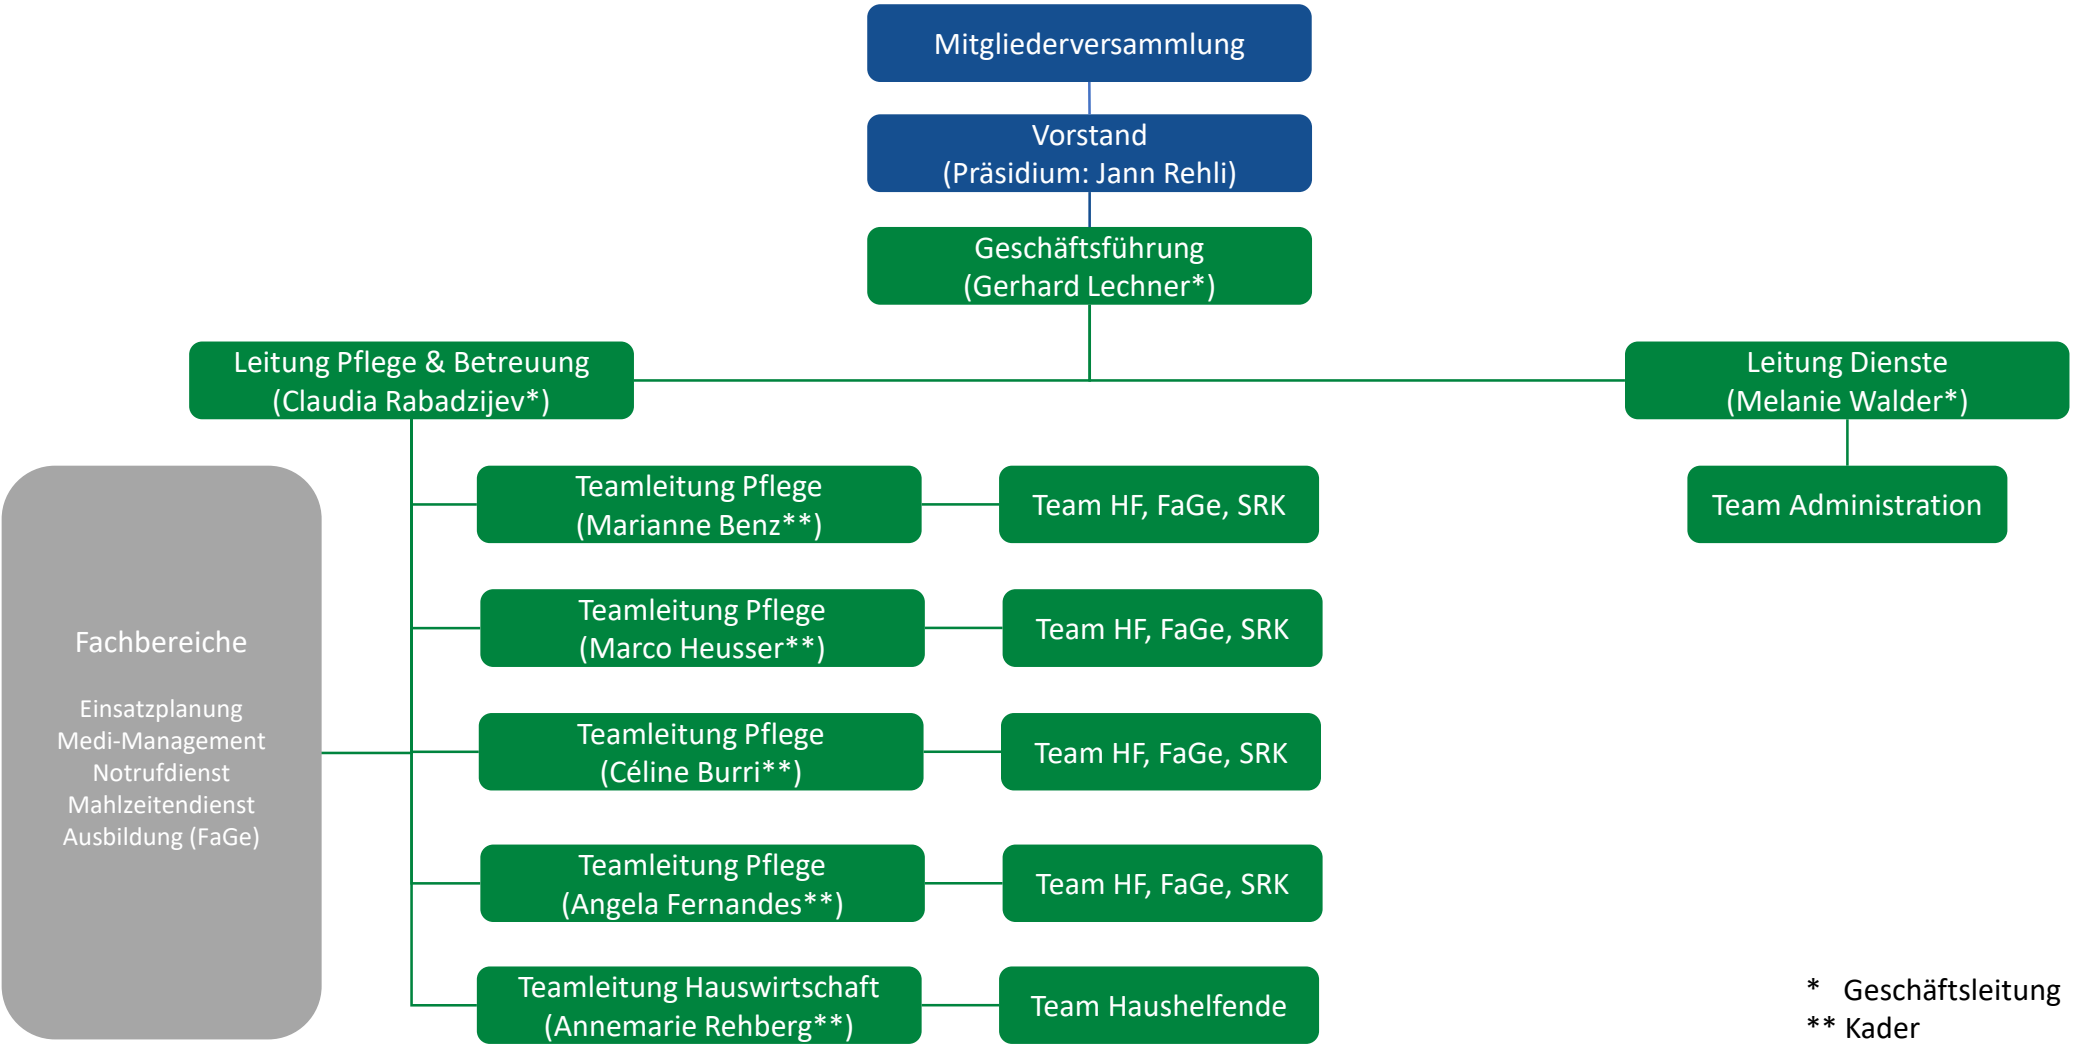 Mitgliederversammlung
Vorstand
(Präsidium: Jann Rehli)
Geschäftsführung
(Gerhard Lechner*)
Leitung Pflege & Betreuung
(Claudia Rabadzijev*)
Leitung Dienste
(Melanie Walder*)
Teamleitung Pflege
(Marianne Benz**)
Team HF, FaGe, SRK
Team Administration
Teamleitung Pflege
(Marco Heusser**)
Team HF, FaGe, SRK
Fachbereiche
Einsatzplanung
Medi-Management
Notrufdienst
Mahlzeitendienst
Ausbildung (FaGe)
Teamleitung Pflege
(Céline Burri**)
Team HF, FaGe, SRK
Teamleitung Pflege
(Angela Fernandes**)
Team HF, FaGe, SRK
Teamleitung Hauswirtschaft
(Annemarie Rehberg**)
Team Haushelfende
* Geschäftsleitung
** Kader